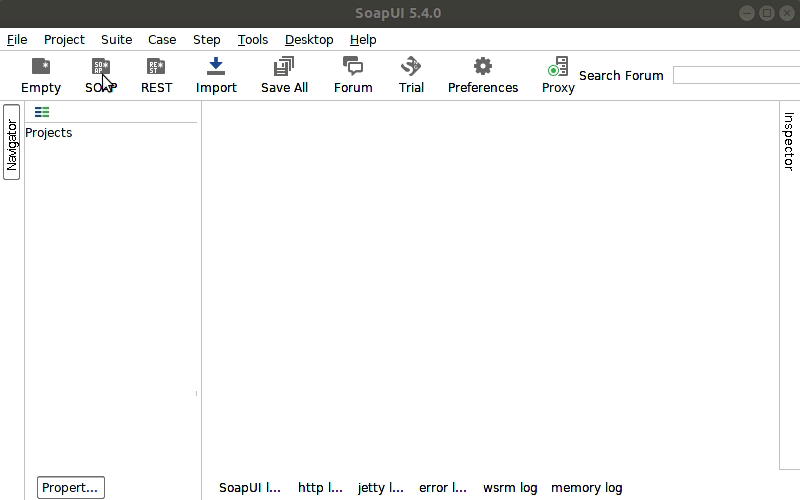 SoapUI 5.4.0
File Project Suite Case Step Tools Desktop Help
Empty SOAP REST Import Save All Forum Trial Preferences Proxy Search Forum
Navigator
Projects
Inspector
Propert... SoapUI l... http l... jetty l... error l... wsrm log memory log